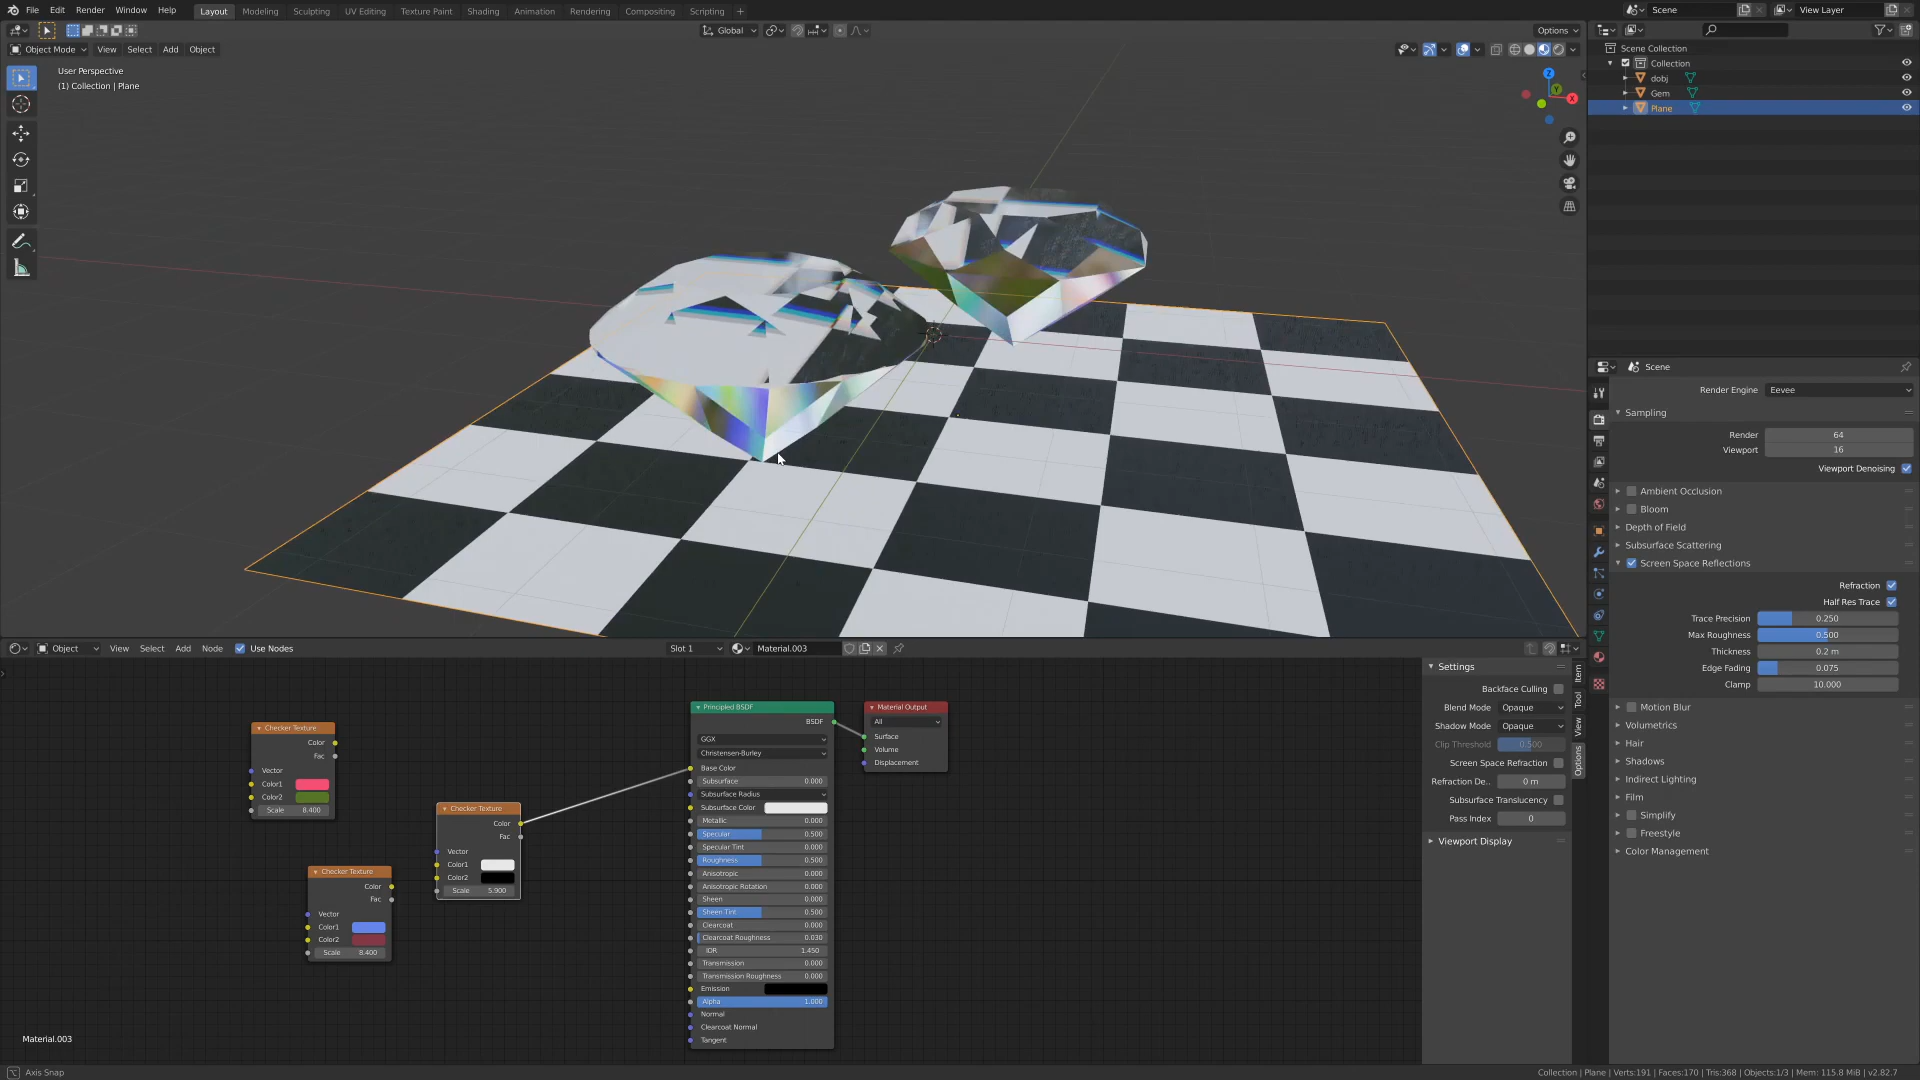 File Edit Render Window Help Layout Modeling Sculpting UV Editing Texture Paint Shading Animation Rendering Compositing Scripting + Scene View Layer
Global Options
Object Mode View Select Add Object
User Perspective
(1) Collection | Plane
Z
Y
X
Scene Collection
Collection
dobj
Gem
Plane
Scene
Render Engine Eevee
Sampling
Render 64
Viewport 16
Viewport Denoising
Ambient Occlusion
Bloom
Depth of Field
Subsurface Scattering
Screen Space Reflections
Refraction
Half Res Trace
Trace Precision 0.250
Max Roughness 0.500
Thickness 0.2 m
Edge Fading 0.075
Clamp 10.000
Motion Blur
Volumetrics
Hair
Shadows
Indirect Lighting
Film
Simplify
Freestyle
Color Management
Object View Select Add Node Use Nodes Slot 1 Material.003
Checker Texture
Color
Fac
Vector
Color1
Color2
Scale 8.400
Checker Texture
Color
Fac
Vector
Color1
Color2
Scale 8.400
Checker Texture
Color
Fac
Vector
Color1
Color2
Scale 5.900
Principled BSDF
BSDF
GGX
Christensen-Burley
Base Color
Subsurface 0.000
Subsurface Radius
Subsurface Color
Metallic 0.000
Specular 0.500
Specular Tint 0.000
Roughness 0.500
Anisotropic 0.000
Anisotropic Rotation 0.000
Sheen 0.000
Sheen Tint 0.500
Clearcoat 0.000
Clearcoat Roughness 0.030
IOR 1.450
Transmission 0.000
Transmission Roughness 0.000
Emission
Alpha 1.000
Normal
Clearcoat Normal
Tangent
Material Output
All
Surface
Volume
Displacement
Settings
Backface Culling
Blend Mode Opaque
Shadow Mode Opaque
Clip Threshold 0.500
Screen Space Refraction
Refraction De.. 0 m
Subsurface Translucency
Pass Index 0
Viewport Display
Item
Tool
View
Options
Material.003
Axis Snap
Collection | Plane | Verts:191 | Faces:170 | Tris:368 | Objects:1/3 | Mem: 115.8 MiB | v2.82.7